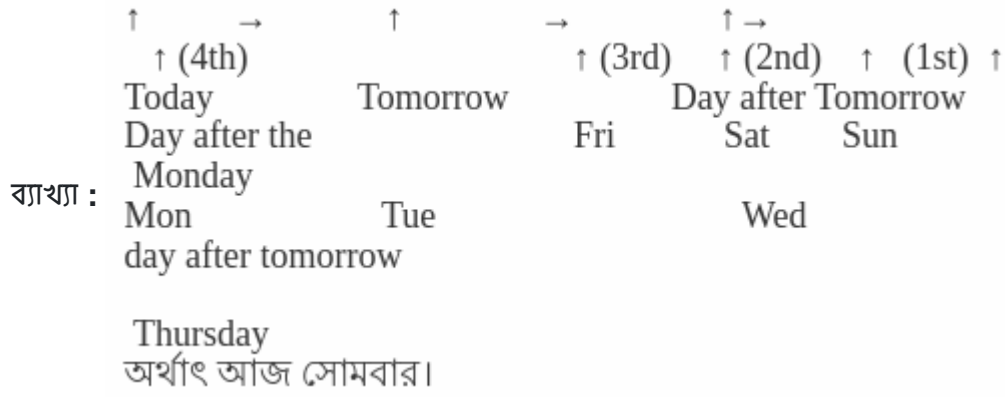 ↑ → ↑ → ↑ →
↑ (4th) ↑ (3rd) ↑ (2nd) ↑ (1st) ↑
Today Tomorrow Day after Tomorrow
Day after the Fri Sat Sun
Monday
ব্যাখ্যা :
Mon Tue Wed
day after tomorrow
Thursday
অর্থাৎ আজ সোমবার।